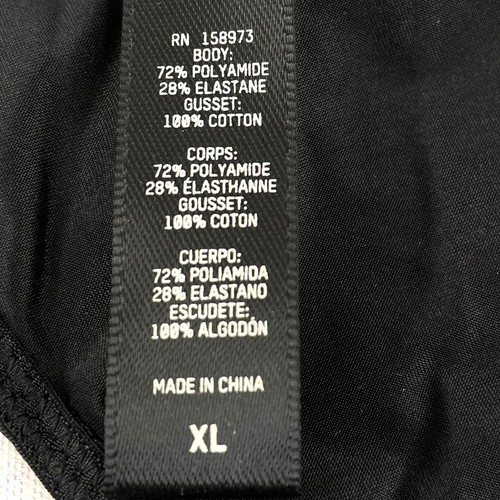 RN 158973
BODY:
72% POLYAMIDE
28% ELASTANE
GUSSET:
100% COTTON
CORPS:
72% POLYAMIDE
28% ÉLASTHANNE
GOUSSET:
100% COTON
CUERPO:
72% POLIAMIDA
28% ELASTANO
ESCUDETE:
100% ALGODÓN
MADE IN CHINA
XL